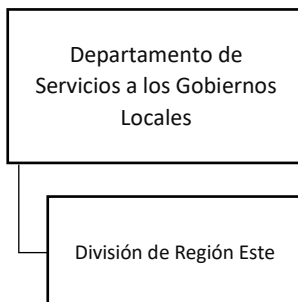 Departamento de
Servicios a los Gobiernos
Locales
División de Región Este